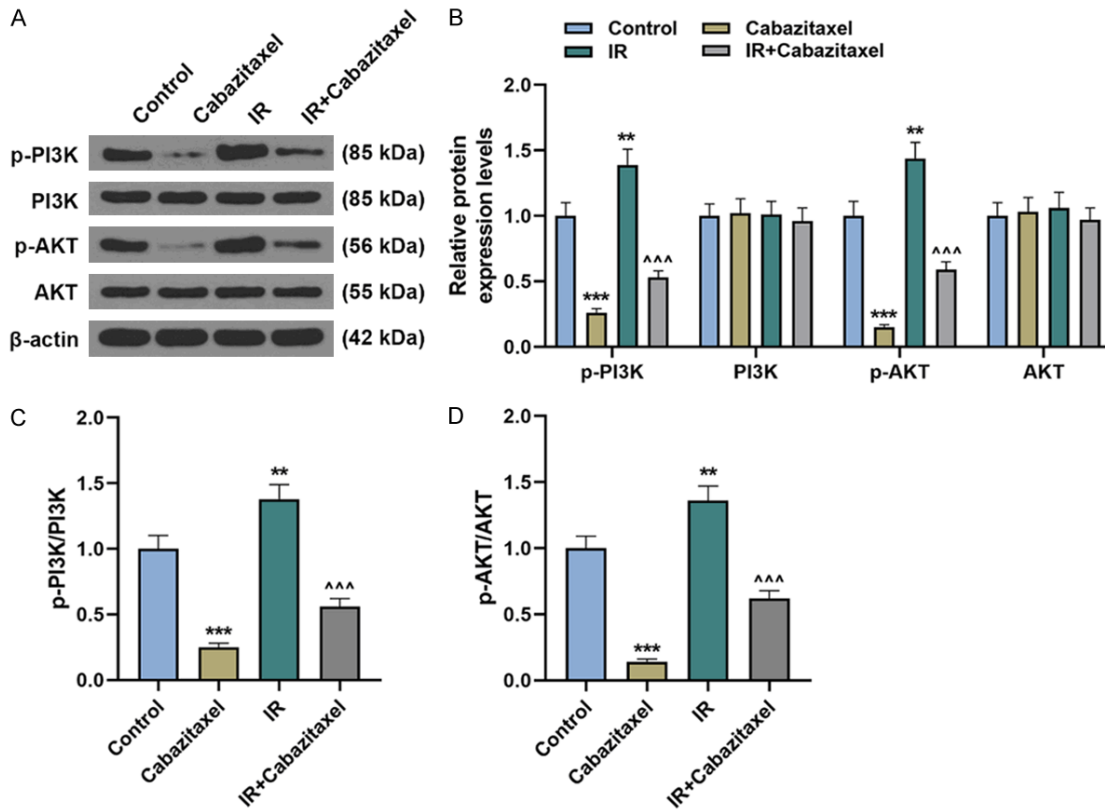 A
Control
Cabazitaxel
IR
IR+Cabazitaxel
p-PI3K
(85 kDa)
PI3K
(85 kDa)
p-AKT
(56 kDa)
AKT
(55 kDa)
β-actin
(42 kDa)
B
Control
Cabazitaxel
IR
IR+Cabazitaxel
Relative protein
expression levels
2.0
1.5
1.0
0.5
0.0
***
**
^^^
***
**
^^^
p-PI3K
PI3K
p-AKT
AKT
C
p-PI3K/PI3K
2.0
1.5
1.0
0.5
0.0
***
**
^^^
Control
Cabazitaxel
IR
IR+Cabazitaxel
D
p-AKT/AKT
2.0
1.5
1.0
0.5
0.0
***
**
^^^
Control
Cabazitaxel
IR
IR+Cabazitaxel